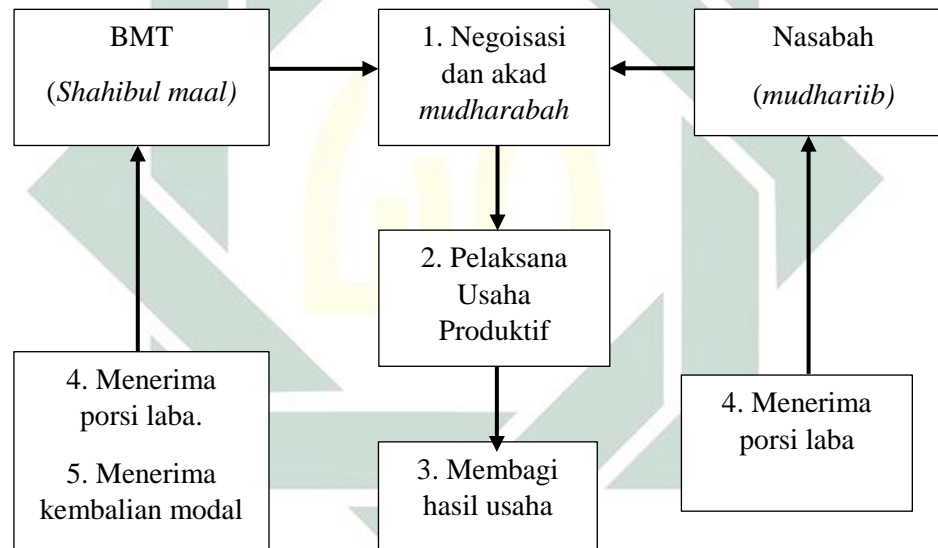 BMT
(Shahibul maal)
1. Negoisasi
dan akad
mudharabah
Nasabah
(mudhariib)
2. Pelaksana
Usaha
Produktif
4. Menerima
porsi laba.
5. Menerima
kembalian modal
3. Membagi
hasil usaha
4. Menerima
porsi laba